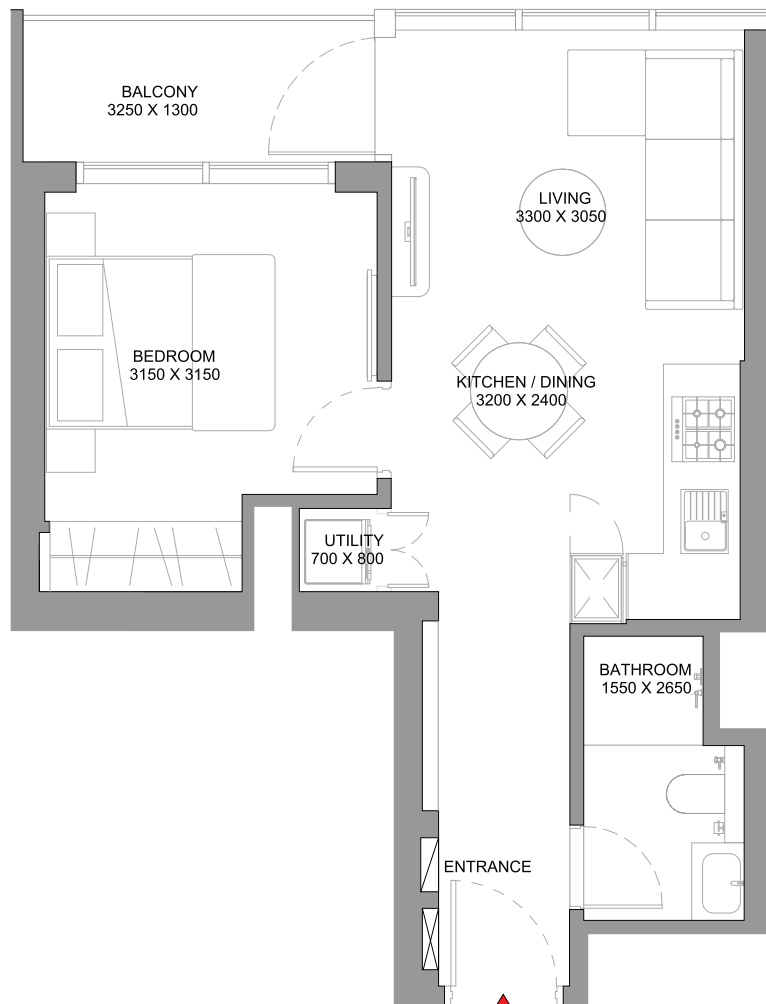 BALCONY
3250 X 1300
LIVING
3300 X 3050
BEDROOM
3150 X 3150
KITCHEN / DINING
3200 X 2400
UTILITY
700 X 800
BATHROOM
1550 X 2650
ENTRANCE